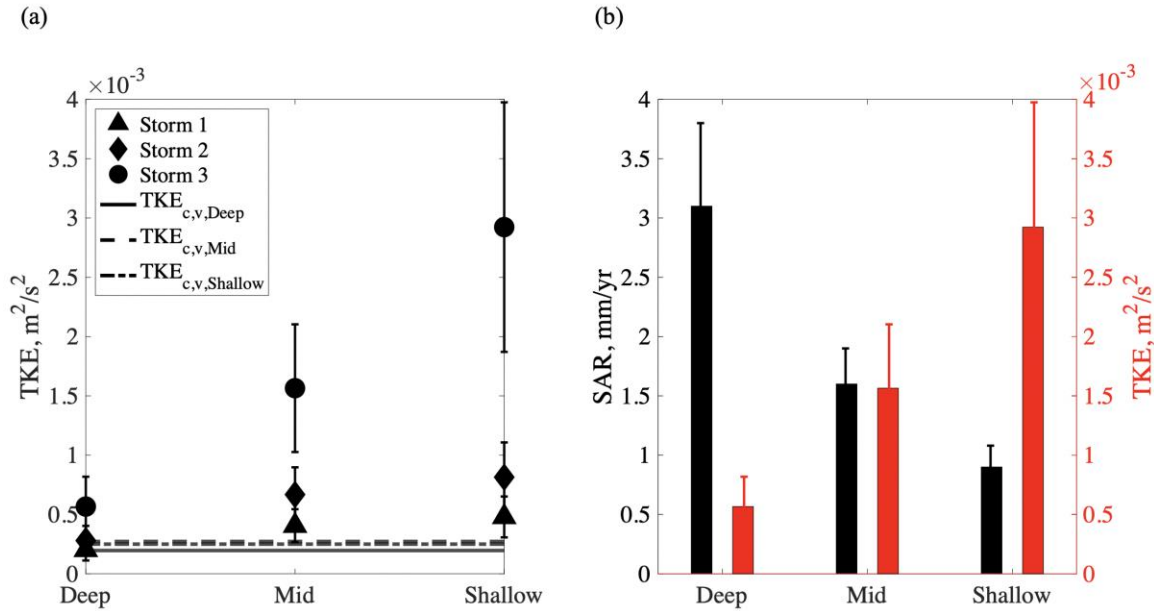 (a)
×10⁻³
4
3.5
3
2.5
2
1.5
1
0.5
0
TKE, m²/s²
Storm 1
Storm 2
Storm 3
TKE_c,v,Deep
TKE_c,v,Mid
TKE_c,v,Shallow
Deep Mid Shallow
(b)
4
3.5
3
2.5
2
1.5
1
0.5
0
SAR, mm/yr
Deep Mid Shallow
×10⁻³
4
3.5
3
2.5
2
1.5
1
0.5
0
TKE, m²/s²